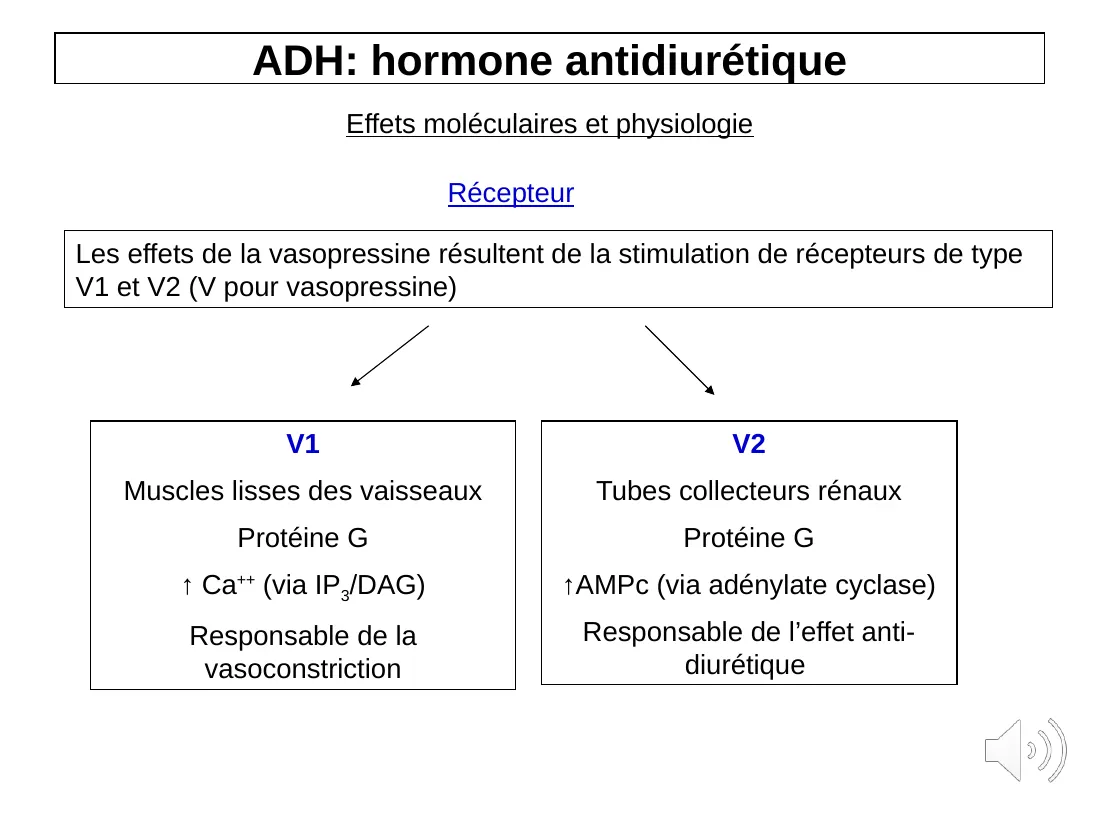 ADH: hormone antidiurétique
Effets moléculaires et physiologie
Récepteur
Les effets de la vasopressine résultent de la stimulation de récepteurs de type
V1 et V2 (V pour vasopressine)
V1
Muscles lisses des vaisseaux
Protéine G
↑ Ca⁺⁺ (via IP₃/DAG)
Responsable de la
vasoconstriction
V2
Tubes collecteurs rénaux
Protéine G
↑AMPc (via adénylate cyclase)
Responsable de l’effet anti-
diurétique